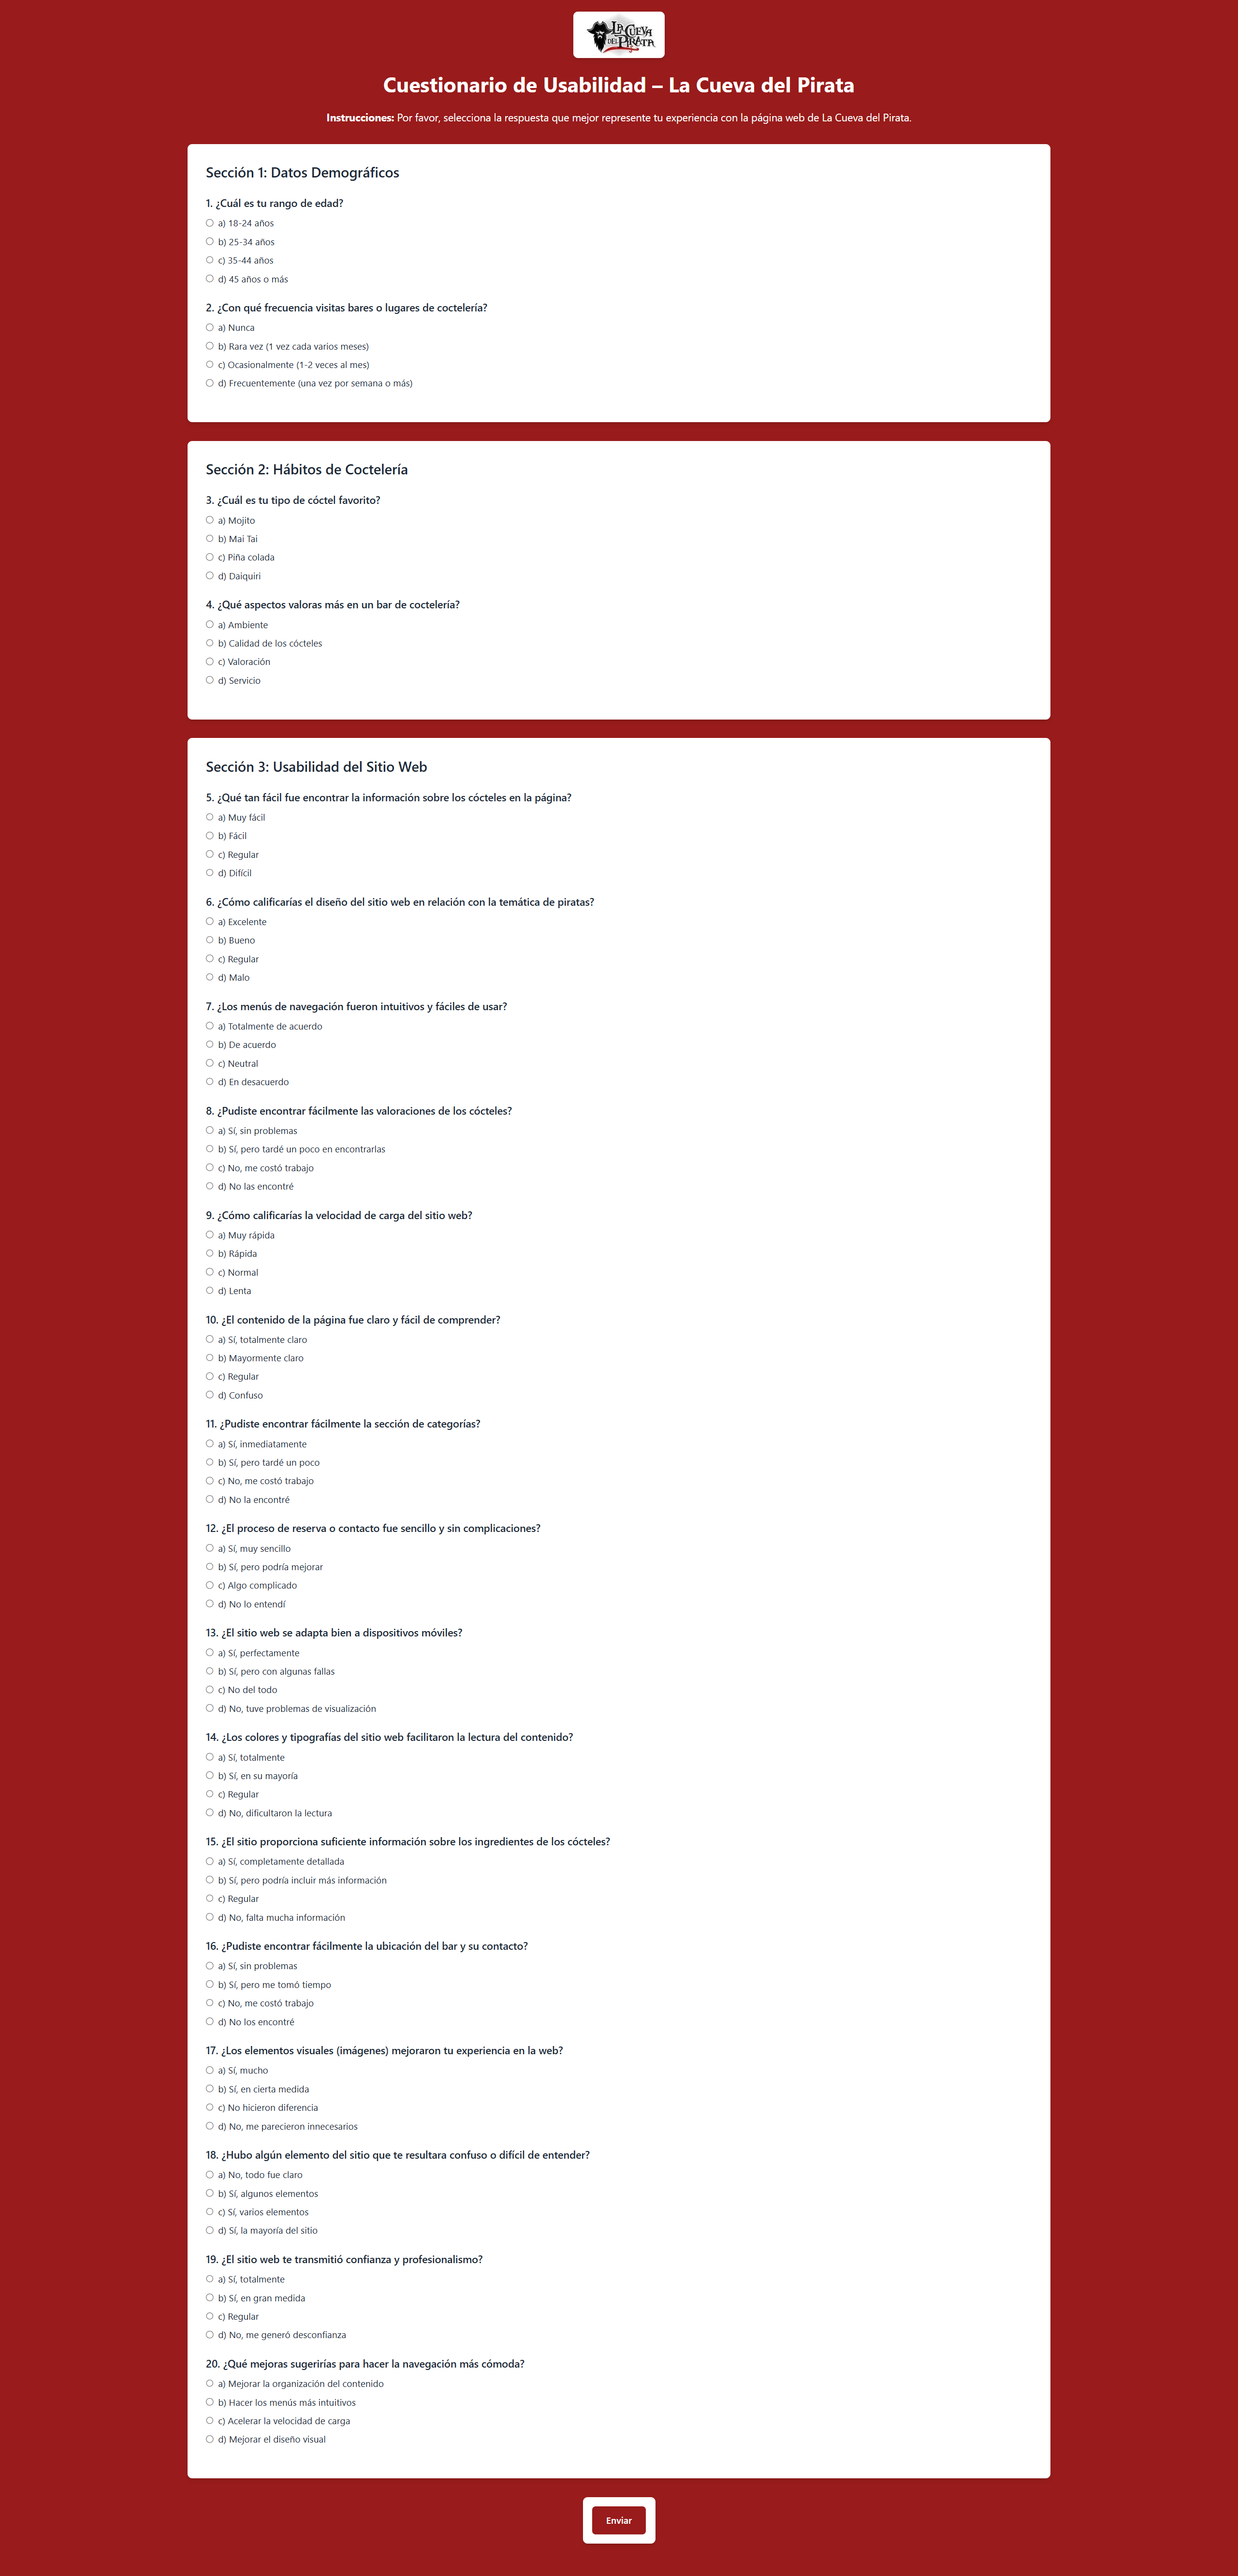 LA CUEVA
DEL PIRATA
Cuestionario de Usabilidad – La Cueva del Pirata
Instrucciones: Por favor, selecciona la respuesta que mejor represente tu experiencia con la página web de La Cueva del Pirata.
Sección 1: Datos Demográficos
1. ¿Cuál es tu rango de edad?
a) 18-24 años
b) 25-34 años
c) 35-44 años
d) 45 años o más
2. ¿Con qué frecuencia visitas bares o lugares de coctelería?
a) Nunca
b) Rara vez (1 vez cada varios meses)
c) Ocasionalmente (1-2 veces al mes)
d) Frecuentemente (una vez por semana o más)
Sección 2: Hábitos de Coctelería
3. ¿Cuál es tu tipo de cóctel favorito?
a) Mojito
b) Mai Tai
c) Piña colada
d) Daiquiri
4. ¿Qué aspectos valoras más en un bar de coctelería?
a) Ambiente
b) Calidad de los cócteles
c) Valoración
d) Servicio
Sección 3: Usabilidad del Sitio Web
5. ¿Qué tan fácil fue encontrar la información sobre los cócteles en la página?
a) Muy fácil
b) Fácil
c) Regular
d) Difícil
6. ¿Cómo calificarías el diseño del sitio web en relación con la temática de piratas?
a) Excelente
b) Bueno
c) Regular
d) Malo
7. ¿Los menús de navegación fueron intuitivos y fáciles de usar?
a) Totalmente de acuerdo
b) De acuerdo
c) Neutral
d) En desacuerdo
8. ¿Pudiste encontrar fácilmente las valoraciones de los cócteles?
a) Sí, sin problemas
b) Sí, pero tardé un poco en encontrarlas
c) No, me costó trabajo
d) No las encontré
9. ¿Cómo calificarías la velocidad de carga del sitio web?
a) Muy rápida
b) Rápida
c) Normal
d) Lenta
10. ¿El contenido de la página fue claro y fácil de comprender?
a) Sí, totalmente claro
b) Mayormente claro
c) Regular
d) Confuso
11. ¿Pudiste encontrar fácilmente la sección de categorías?
a) Sí, inmediatamente
b) Sí, pero tardé un poco
c) No, me costó trabajo
d) No la encontré
12. ¿El proceso de reserva o contacto fue sencillo y sin complicaciones?
a) Sí, muy sencillo
b) Sí, pero podría mejorar
c) Algo complicado
d) No lo entendí
13. ¿El sitio web se adapta bien a dispositivos móviles?
a) Sí, perfectamente
b) Sí, pero con algunas fallas
c) No del todo
d) No, tuve problemas de visualización
14. ¿Los colores y tipografías del sitio web facilitaron la lectura del contenido?
a) Sí, totalmente
b) Sí, en su mayoría
c) Regular
d) No, dificultaron la lectura
15. ¿El sitio proporciona suficiente información sobre los ingredientes de los cócteles?
a) Sí, completamente detallada
b) Sí, pero podría incluir más información
c) Regular
d) No, falta mucha información
16. ¿Pudiste encontrar fácilmente la ubicación del bar y su contacto?
a) Sí, sin problemas
b) Sí, pero me tomó tiempo
c) No, me costó trabajo
d) No los encontré
17. ¿Los elementos visuales (imágenes) mejoraron tu experiencia en la web?
a) Sí, mucho
b) Sí, en cierta medida
c) No hicieron diferencia
d) No, me parecieron innecesarios
18. ¿Hubo algún elemento del sitio que te resultara confuso o difícil de entender?
a) No, todo fue claro
b) Sí, algunos elementos
c) Sí, varios elementos
d) Sí, la mayoría del sitio
19. ¿El sitio web te transmitió confianza y profesionalismo?
a) Sí, totalmente
b) Sí, en gran medida
c) Regular
d) No, me generó desconfianza
20. ¿Qué mejoras sugerirías para hacer la navegación más cómoda?
a) Mejorar la organización del contenido
b) Hacer los menús más intuitivos
c) Acelerar la velocidad de carga
d) Mejorar el diseño visual
Enviar